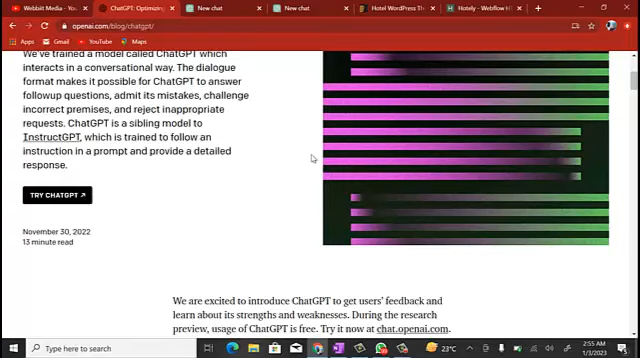 Webbit Media - You
ChatGPT: Optimizing
New chat
New chat
Hotel WordPress The
Hotely - Webflow H
openai.com/blog/chatgpt/
Apps
Gmail
YouTube
Maps
We've trained a model called ChatGPT which
interacts in a conversational way. The dialogue
format makes it possible for ChatGPT to answer
followup questions, admit its mistakes, challenge
incorrect premises, and reject inappropriate
requests. ChatGPT is a sibling model to
InstructGPT, which is trained to follow an
instruction in a prompt and provide a detailed
response.
TRY CHATGPT ↗
November 30, 2022
13 minute read
We are excited to introduce ChatGPT to get users' feedback and
learn about its strengths and weaknesses. During the research
preview, usage of ChatGPT is free. Try it now at chat.openai.com.
Type here to search
23°C
2:55 AM
1/3/2023